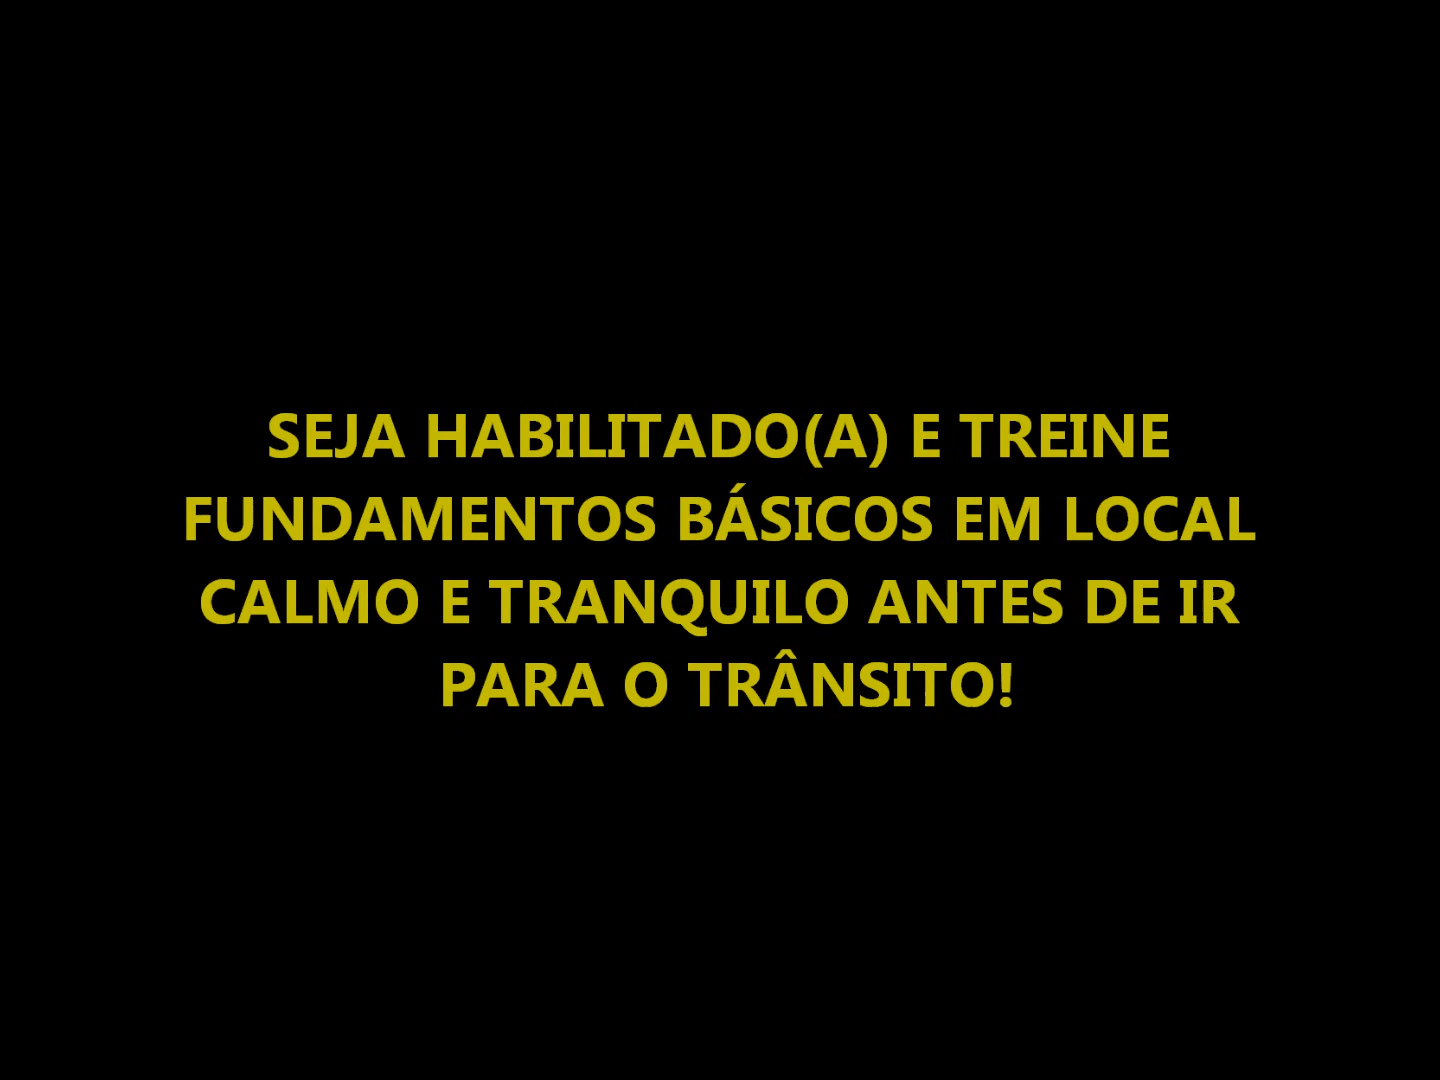 SEJA HABILITADO(A) E TREINE
FUNDAMENTOS BÁSICOS EM LOCAL
CALMO E TRANQUILO ANTES DE IR
PARA O TRÂNSITO!